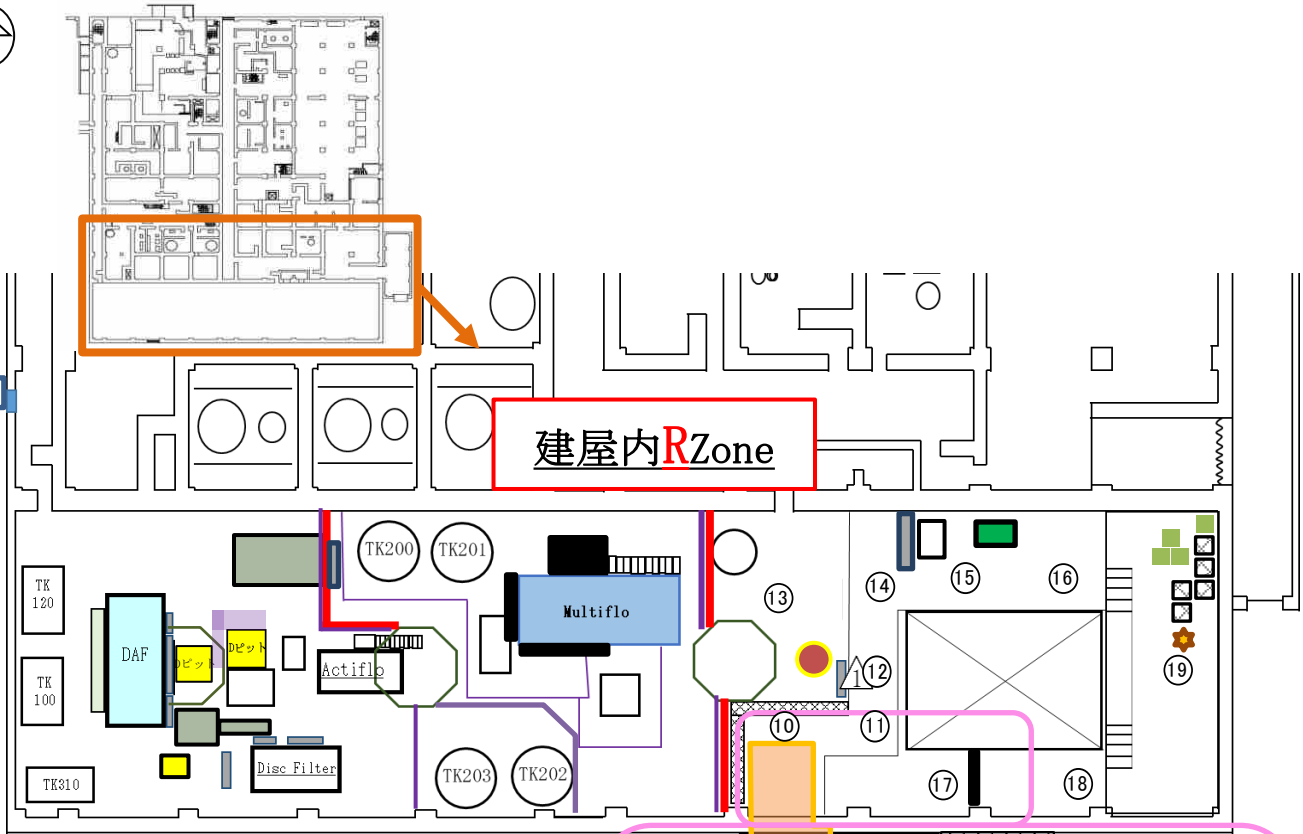 建屋内RZone
TK200
TK201
Multiflo
TK
120
DAF
Dピット
Dピット
Actiflo
TK
100
TK310
Disc Filter
TK203
TK202
⑬
⑭
⑮
⑯
1
⑫
⑲
⑩
⑪
⑰
⑱